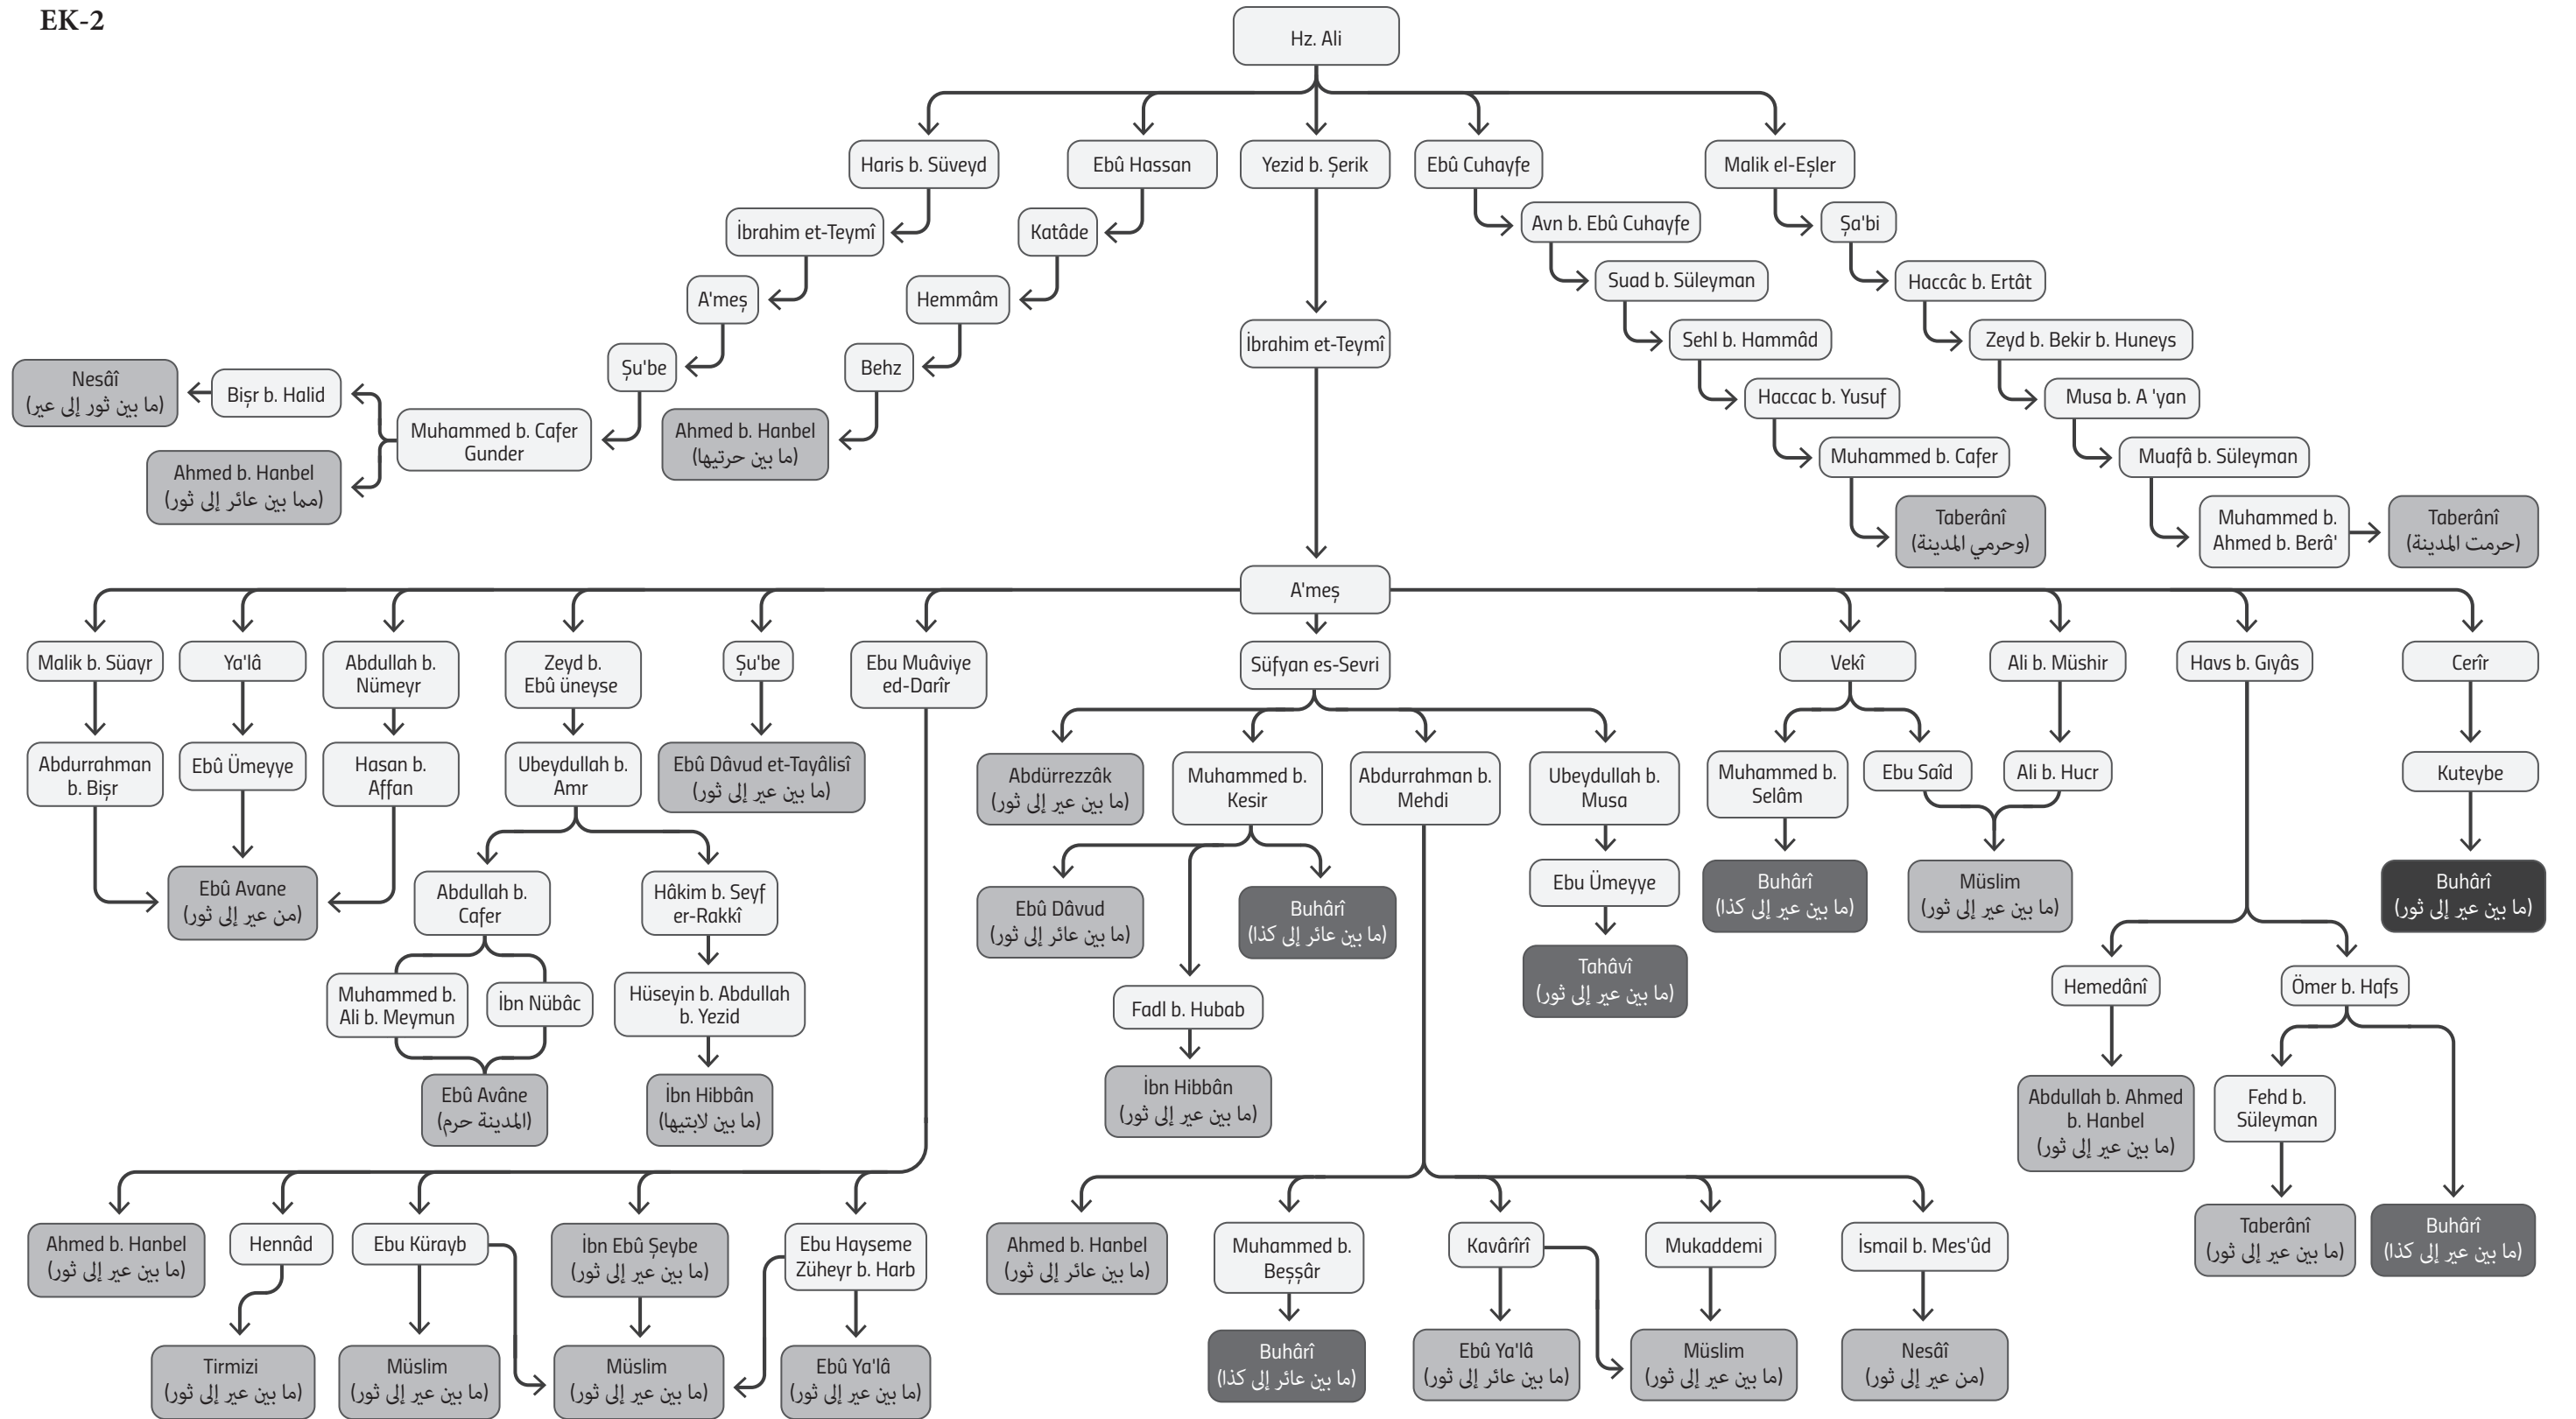 EK-2
Hz. Ali
Haris b. Süveyd
Ebû Hassan
Yezid b. Şerik
Ebû Cuhayfe
Malik el-Eşler
İbrahim et-Teymî
Katâde
Avn b. Ebû Cuhayfe
Şa'bi
A'meş
Hemmâm
Suad b. Süleyman
Haccâc b. Ertât
İbrahim et-Teymî
Sehl b. Hammâd
Zeyd b. Bekir b. Huneys
Şu'be
Behz
Nesâî
(ما بين ثور إلى عير)
Bişr b. Halid
Haccac b. Yusuf
Musa b. A 'yan
Muhammed b. Cafer
Gunder
Ahmed b. Hanbel
(ما بين حرتيها)
Muhammed b. Cafer
Muafâ b. Süleyman
Ahmed b. Hanbel
(مما بين عائر إلى ثور)
Taberânî
(وحرمي المدينة)
Muhammed b.
Ahmed b. Berâ'
Taberânî
(حرمت المدينة)
A'meş
Malik b. Süayr
Ya'lâ
Abdullah b.
Nümeyr
Zeyd b.
Ebû üneyse
Şu'be
Ebu Muâviye
ed-Darîr
Süfyan es-Sevri
Vekî
Ali b. Müshir
Havs b. Gıyâs
Cerîr
Abdurrahman
b. Bişr
Ebû Ümeyye
Hasan b.
Affan
Ubeydullah b.
Amr
Ebû Dâvud et-Tayâlisî
(ما بين عير إلى ثور)
Abdürrezzâk
(ما بين عير إلى ثور)
Muhammed b.
Kesir
Abdurrahman b.
Mehdi
Ubeydullah b.
Musa
Muhammed b.
Selâm
Ebu Saîd
Ali b. Hucr
Kuteybe
Ebû Avane
(من عير إلى ثور)
Abdullah b.
Cafer
Hâkim b. Seyf
er-Rakkî
Ebû Dâvud
(ما بين عائر إلى ثور)
Buhârî
(ما بين عائر إلى كذا)
Ebu Ümeyye
Buhârî
(ما بين عير إلى كذا)
Müslim
(ما بين عير إلى ثور)
Buhârî
(ما بين عير إلى ثور)
Muhammed b.
Ali b. Meymun
İbn Nübâc
Hüseyin b. Abdullah
b. Yezid
Fadl b. Hubab
Tahâvî
(ما بين عير إلى ثور)
Hemedânî
Ömer b. Hafs
Ebû Avâne
(المدينة حرم)
İbn Hibbân
(ما بين لابتيها)
İbn Hibbân
(ما بين عير إلى ثور)
Abdullah b. Ahmed
b. Hanbel
(ما بين عير إلى ثور)
Fehd b.
Süleyman
Ahmed b. Hanbel
(ما بين عير إلى ثور)
Hennâd
Ebu Kürayb
İbn Ebû Şeybe
(ما بين عير إلى ثور)
Ebu Hayseme
Züheyr b. Harb
Ahmed b. Hanbel
(ما بين عائر إلى ثور)
Muhammed b.
Beşşâr
Kavârîrî
Mukaddemi
İsmail b. Mes'ûd
Taberânî
(ما بين عير إلى ثور)
Buhârî
(ما بين عير إلى كذا)
Tirmizi
(ما بين عير إلى ثور)
Müslim
(ما بين عير إلى ثور)
Müslim
(ما بين عير إلى ثور)
Ebû Ya'lâ
(ما بين عير إلى ثور)
Buhârî
(ما بين عائر إلى كذا)
Ebû Ya'lâ
(ما بين عائر إلى ثور)
Müslim
(ما بين عير إلى ثور)
Nesâî
(من عير إلى ثور)